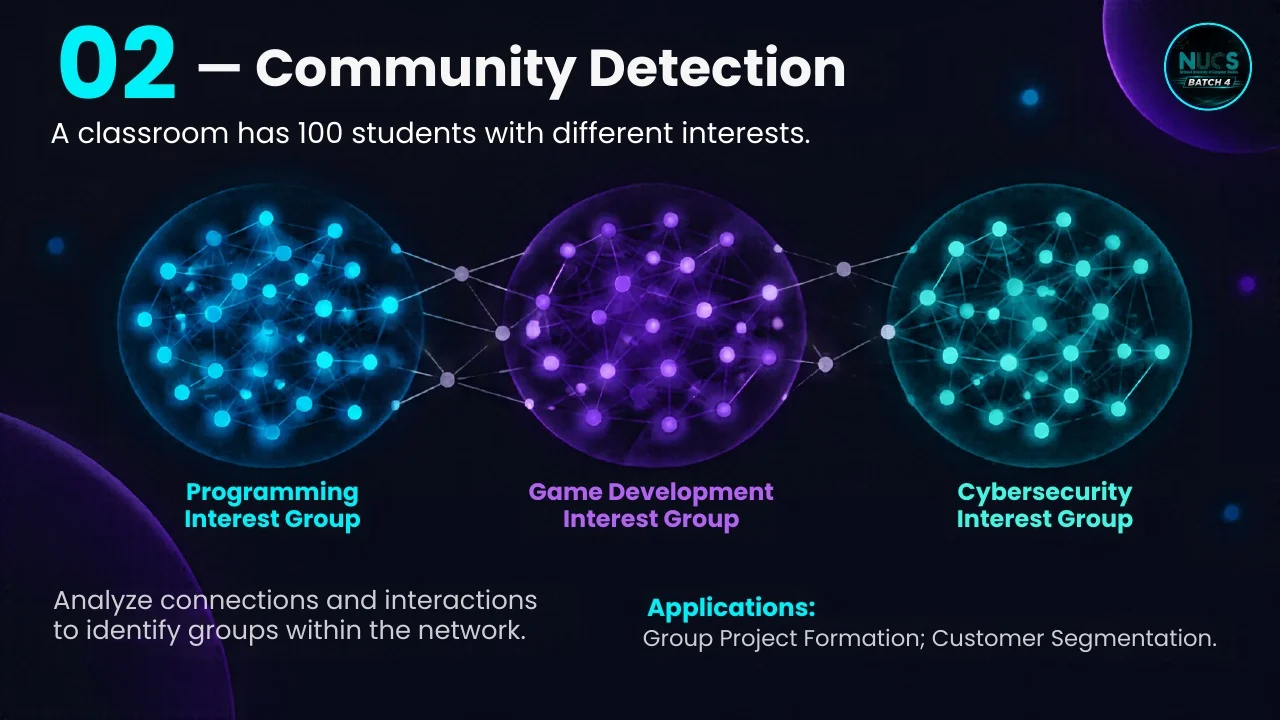 02 — Community Detection
A classroom has 100 students with different interests.
NUCS
BATCH 4
Programming
Interest Group
Game Development
Interest Group
Cybersecurity
Interest Group
Analyze connections and interactions
to identify groups within the network.
Applications:
Group Project Formation; Customer Segmentation.